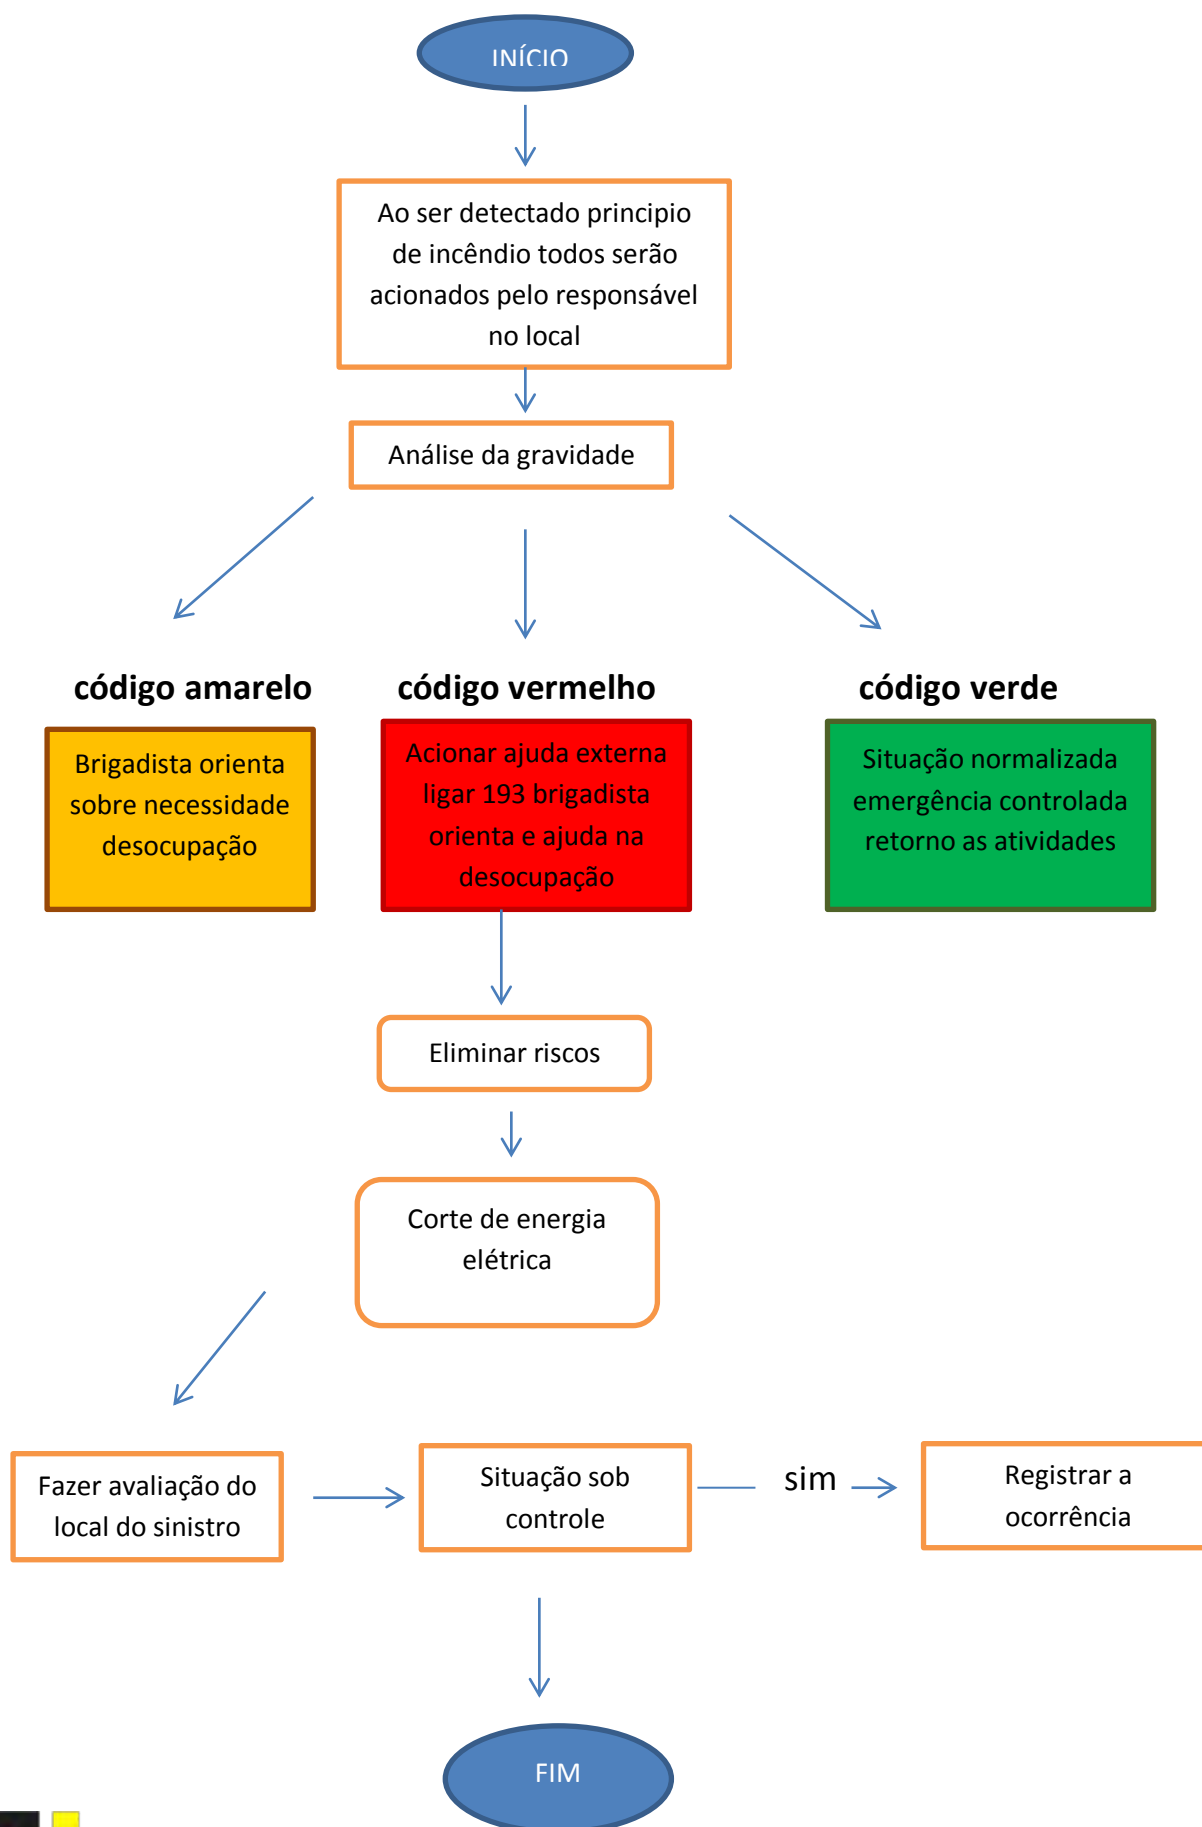 INÍCIO
Ao ser detectado principio
de incêndio todos serão
acionados pelo responsável
no local
Análise da gravidade
código amarelo
código vermelho
código verde
Brigadista orienta
sobre necessidade
desocupação
Acionar ajuda externa
ligar 193 brigadista
orienta e ajuda na
desocupação
Situação normalizada
emergência controlada
retorno as atividades
Eliminar riscos
Corte de energia
elétrica
Fazer avaliação do
local do sinistro
Situação sob
controle
sim
Registrar a
ocorrência
FIM